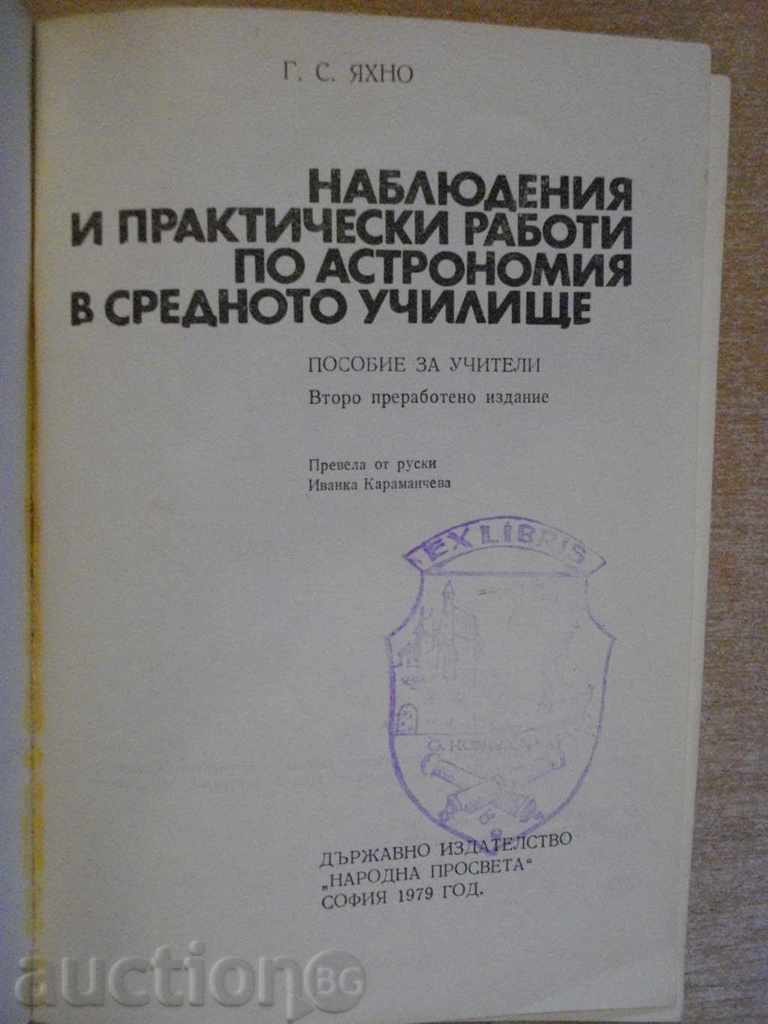 Г. С. ЯХНО
НАБЛЮДЕНИЯ
И ПРАКТИЧЕСКИ РАБОТИ
ПО АСТРОНОМИЯ
В СРЕДНОТО УЧИЛИЩЕ
ПОСОБИЕ ЗА УЧИТЕЛИ
Второ преработено издание
Превела от руски
Иванка Караманчева
EX LIBRIS
ДЪРЖАВНО ИЗДАТЕЛСТВО
„НАРОДНА ПРОСВЕТА“
СОФИЯ 1979 ГОД.
auction BG